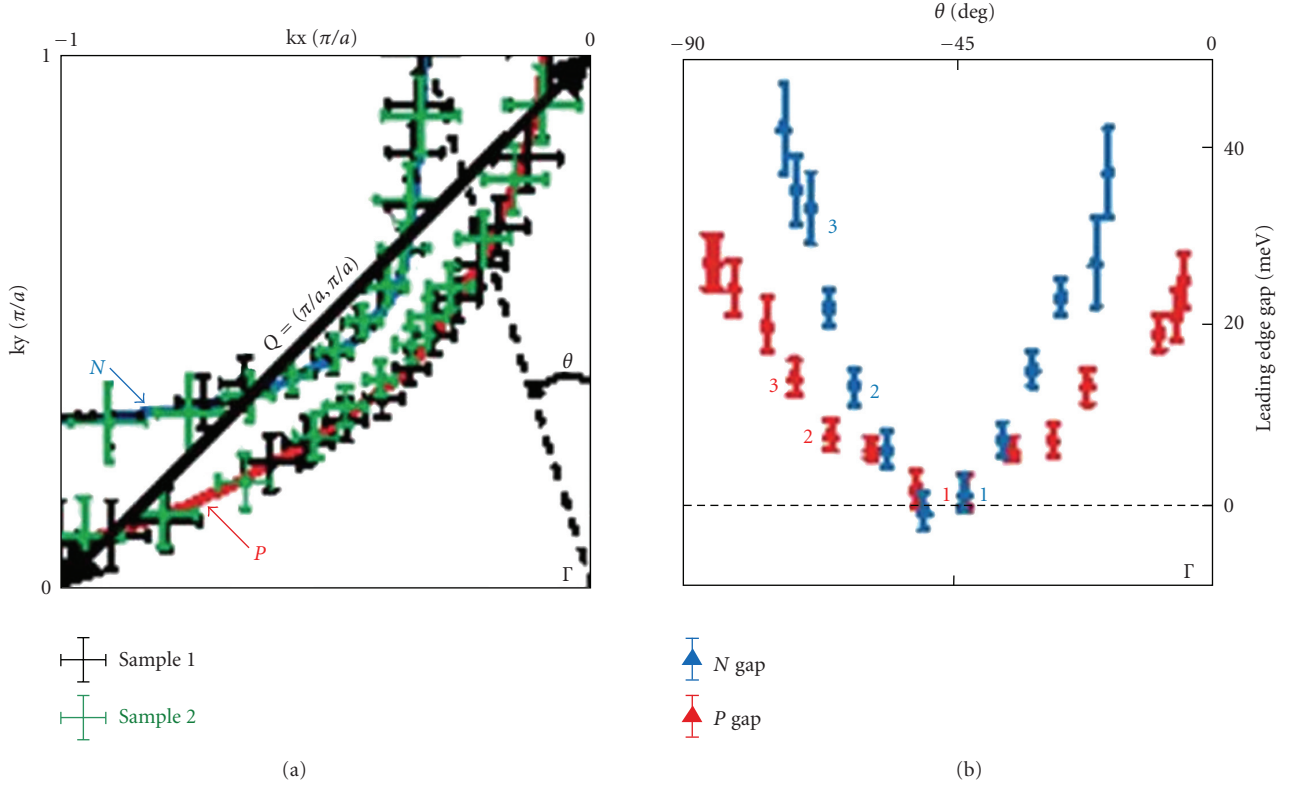 −1
kx (π/a)
0
1
ky (π/a)
Q = (π/a, π/a)
N
θ
P
Γ
0
Sample 1
Sample 2
(a)
θ (deg)
−90
−45
0
40
3
20
2
3
2
1
1
0
Leading edge gap (meV)
Γ
N gap
P gap
(b)